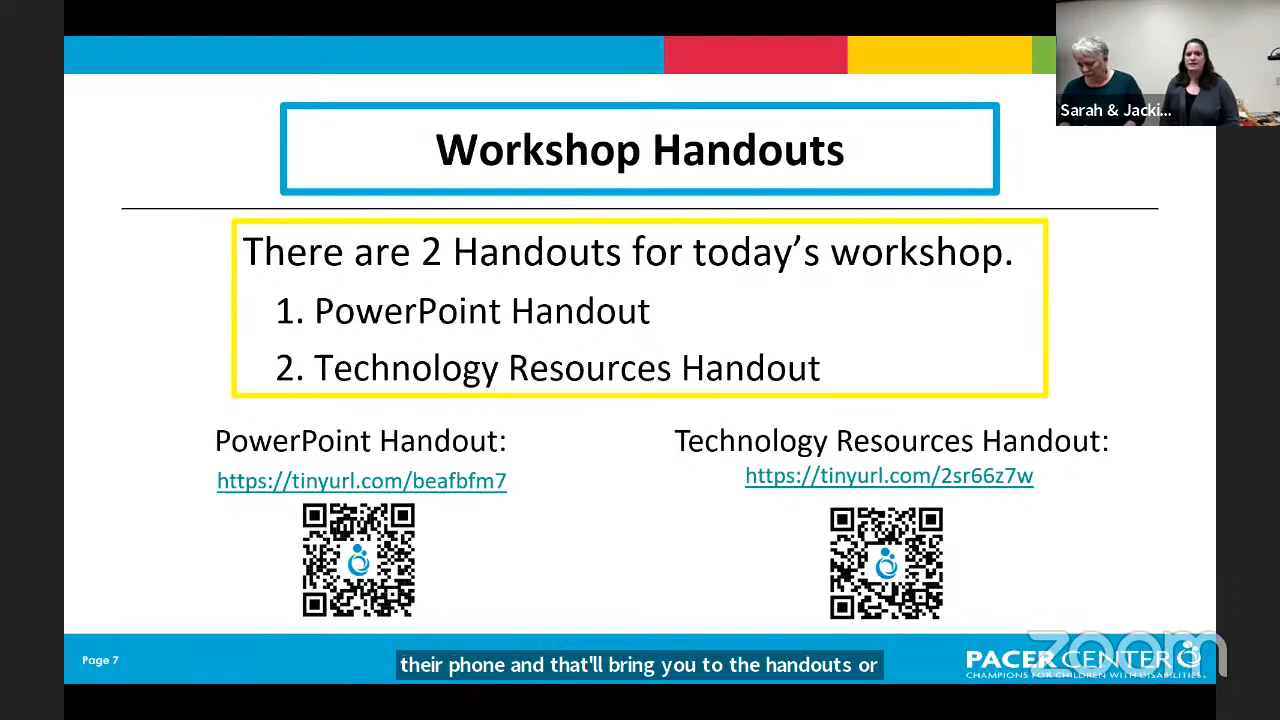 Sarah & Jacki...
Workshop Handouts
There are 2 Handouts for today’s workshop.
1. PowerPoint Handout
2. Technology Resources Handout
PowerPoint Handout:
https://tinyurl.com/beafbfm7
Technology Resources Handout:
https://tinyurl.com/2sr66z7w
Page 7
their phone and that'll bring you to the handouts or
zoom
PACER CENTER
CHAMPIONS FOR CHILDREN WITH DISABILITIES